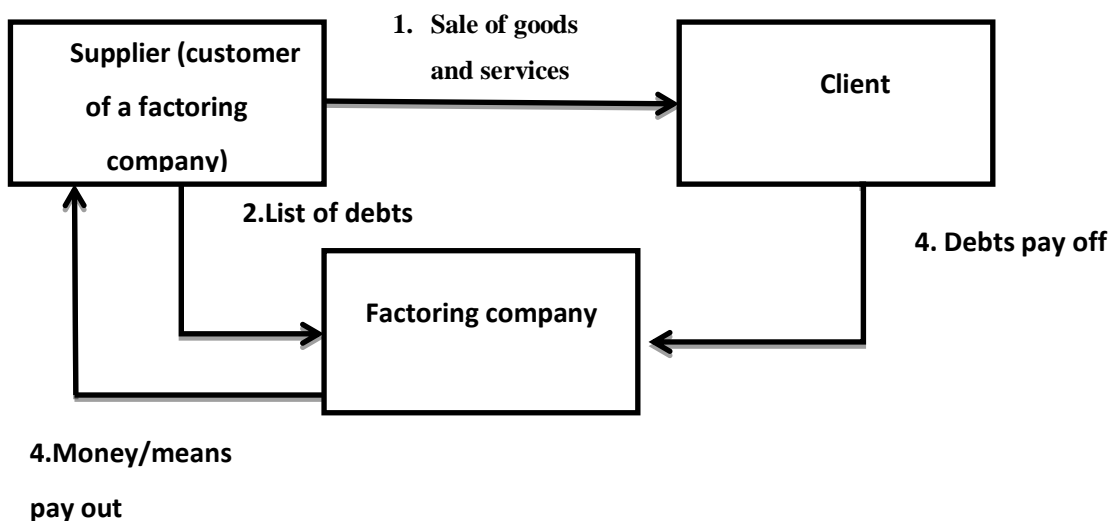 1. Sale of goods
and services
Supplier (customer
of a factoring
company)
Client
2.List of debts
4. Debts pay off
Factoring company
4.Money/means
pay out